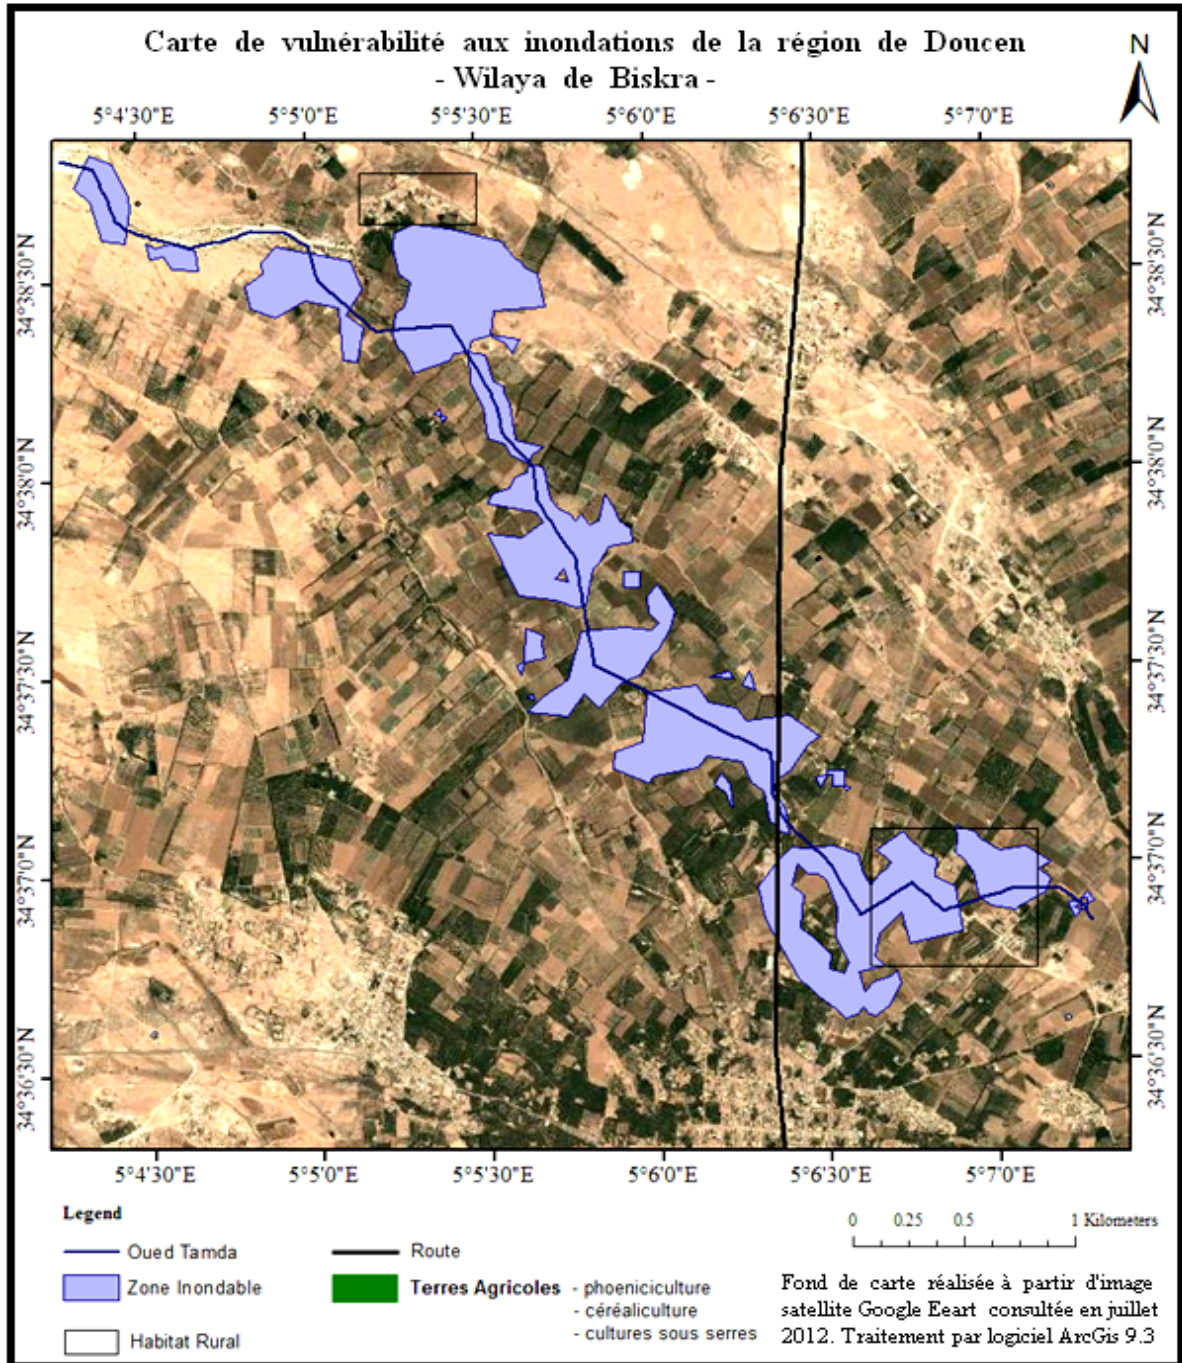 Carte de vulnérabilité aux inondations de la région de Doucen
- Wilaya de Biskra -
N
5°4'30"E 5°5'0"E 5°5'30"E 5°6'0"E 5°6'30"E 5°7'0"E
34°38'30"N
34°38'0"N
34°37'30"N
34°37'0"N
34°36'30"N
34°38'30"N
34°38'0"N
34°37'30"N
34°37'0"N
34°36'30"N
5°4'30"E 5°5'0"E 5°5'30"E 5°6'0"E 5°6'30"E 5°7'0"E
Legend
Oued Tamda
Zone Inondable
Habitat Rural
Route
Terres Agricoles - phoeniciculture
- céréaliculture
- cultures sous serres
0 0.25 0.5 1 Kilometers
Fond de carte réalisée à partir d'image
satellite Google Eeart consultée en juillet
2012. Traitement par logiciel ArcGis 9.3